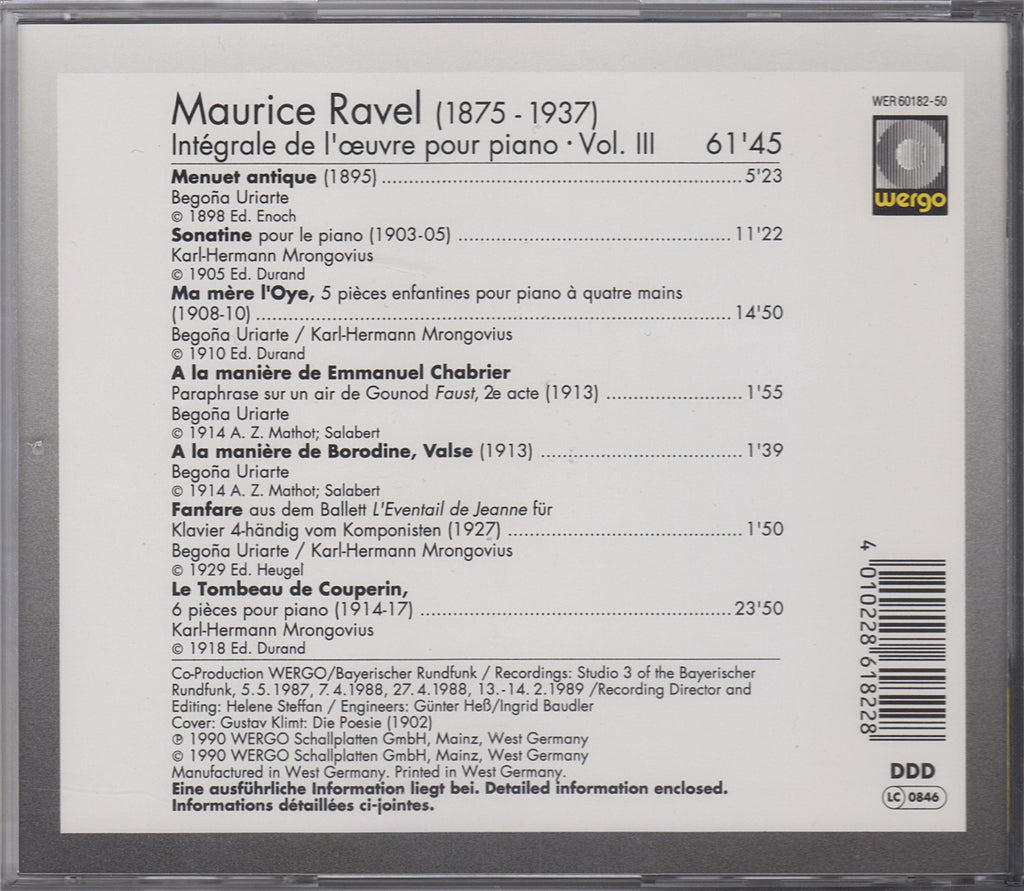 Maurice Ravel (1875 - 1937)
Intégrale de l'œuvre pour piano · Vol. III 61'45
Menuet antique (1895) ........ 5'23
Begoña Uriarte
© 1898 Ed. Enoch
Sonatine pour le piano (1903-05) ........ 11'22
Karl-Hermann Mrongovius
© 1905 Ed. Durand
Ma mère l'Oye, 5 pièces enfantines pour piano à quatre mains
(1908-10) ........ 14'50
Begoña Uriarte / Karl-Hermann Mrongovius
© 1910 Ed. Durand
A la manière de Emmanuel Chabrier
Paraphrase sur un air de Gounod Faust, 2e acte (1913) ........ 1'55
Begoña Uriarte
© 1914 A. Z. Mathot; Salabert
A la manière de Borodine, Valse (1913) ........ 1'39
Begoña Uriarte
© 1914 A. Z. Mathot; Salabert
Fanfare aus dem Ballett L'Eventail de Jeanne für
Klavier 4-händig vom Komponisten (1927) ........ 1'50
Begoña Uriarte / Karl-Hermann Mrongovius
© 1929 Ed. Heugel
Le Tombeau de Couperin,
6 pièces pour piano (1914-17) ........ 23'50
Karl-Hermann Mrongovius
© 1918 Ed. Durand
Co-Production WERGO/Bayerischer Rundfunk / Recordings: Studio 3 of the Bayerischer
Rundfunk, 5.5.1987, 7.4.1988, 27.4.1988, 13.-14.2.1989 /Recording Director and
Editing: Helene Steffan / Engineers: Günter Heß/Ingrid Baudler
Cover: Gustav Klimt: Die Poesie (1902)
℗ 1990 WERGO Schallplatten GmbH, Mainz, West Germany
© 1990 WERGO Schallplatten GmbH, Mainz, West Germany
Manufactured in West Germany. Printed in West Germany.
Eine ausführliche Information liegt bei. Detailed information enclosed.
Informations détaillées ci-jointes.
WER 60182-50
wergo
4 010228 618228
DDD
LC 0846